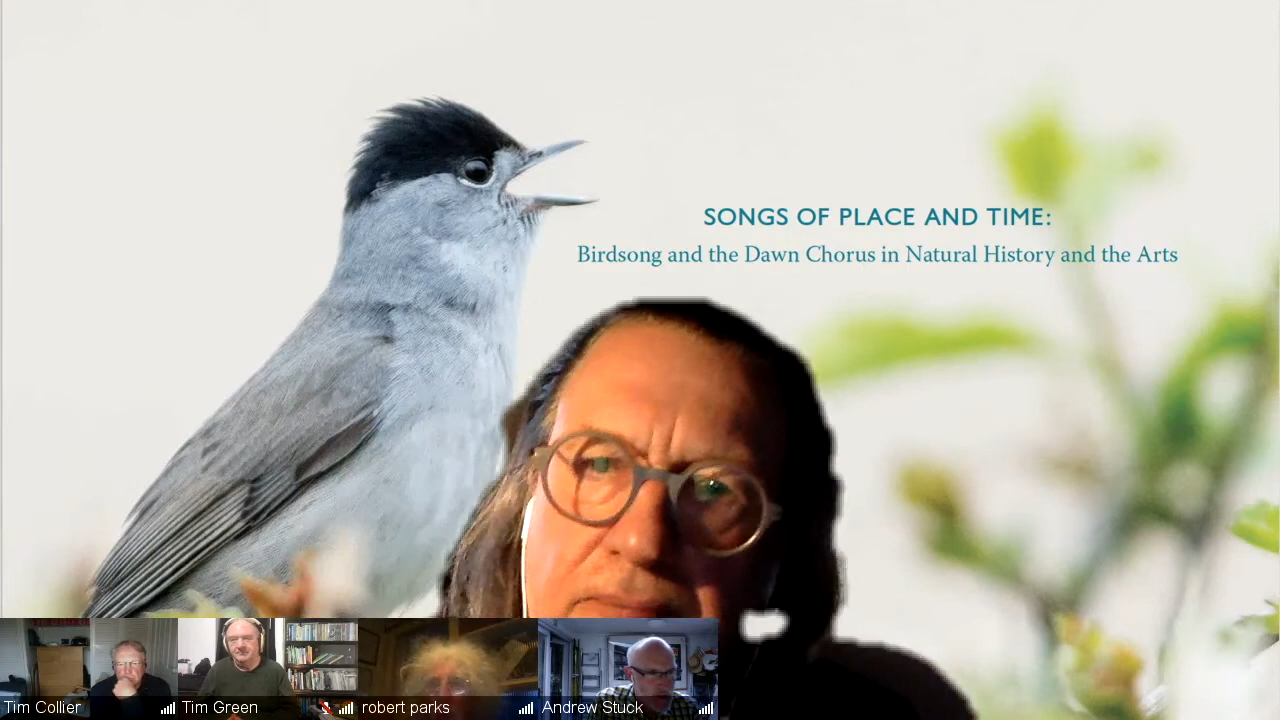 SONGS OF PLACE AND TIME:
Birdsong and the Dawn Chorus in Natural History and the Arts
Tim Collier
Tim Green
robert parks
Andrew Stuck